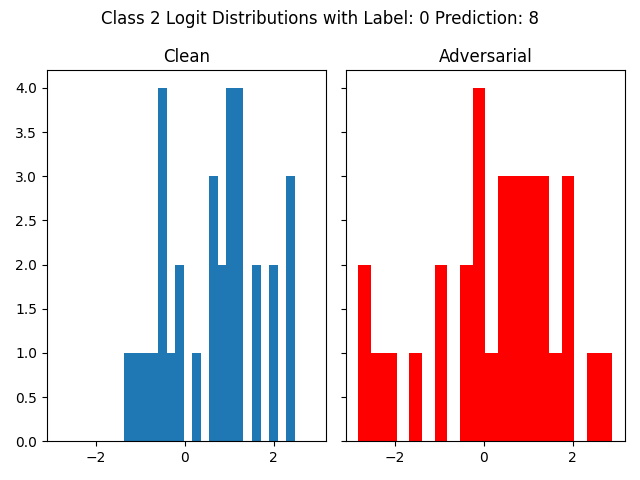 Class 2 Logit Distributions with Label: 0 Prediction: 8
Clean
Adversarial
4.0
3.5
3.0
2.5
2.0
1.5
1.0
0.5
0.0
−2 0 2
−2 0 2